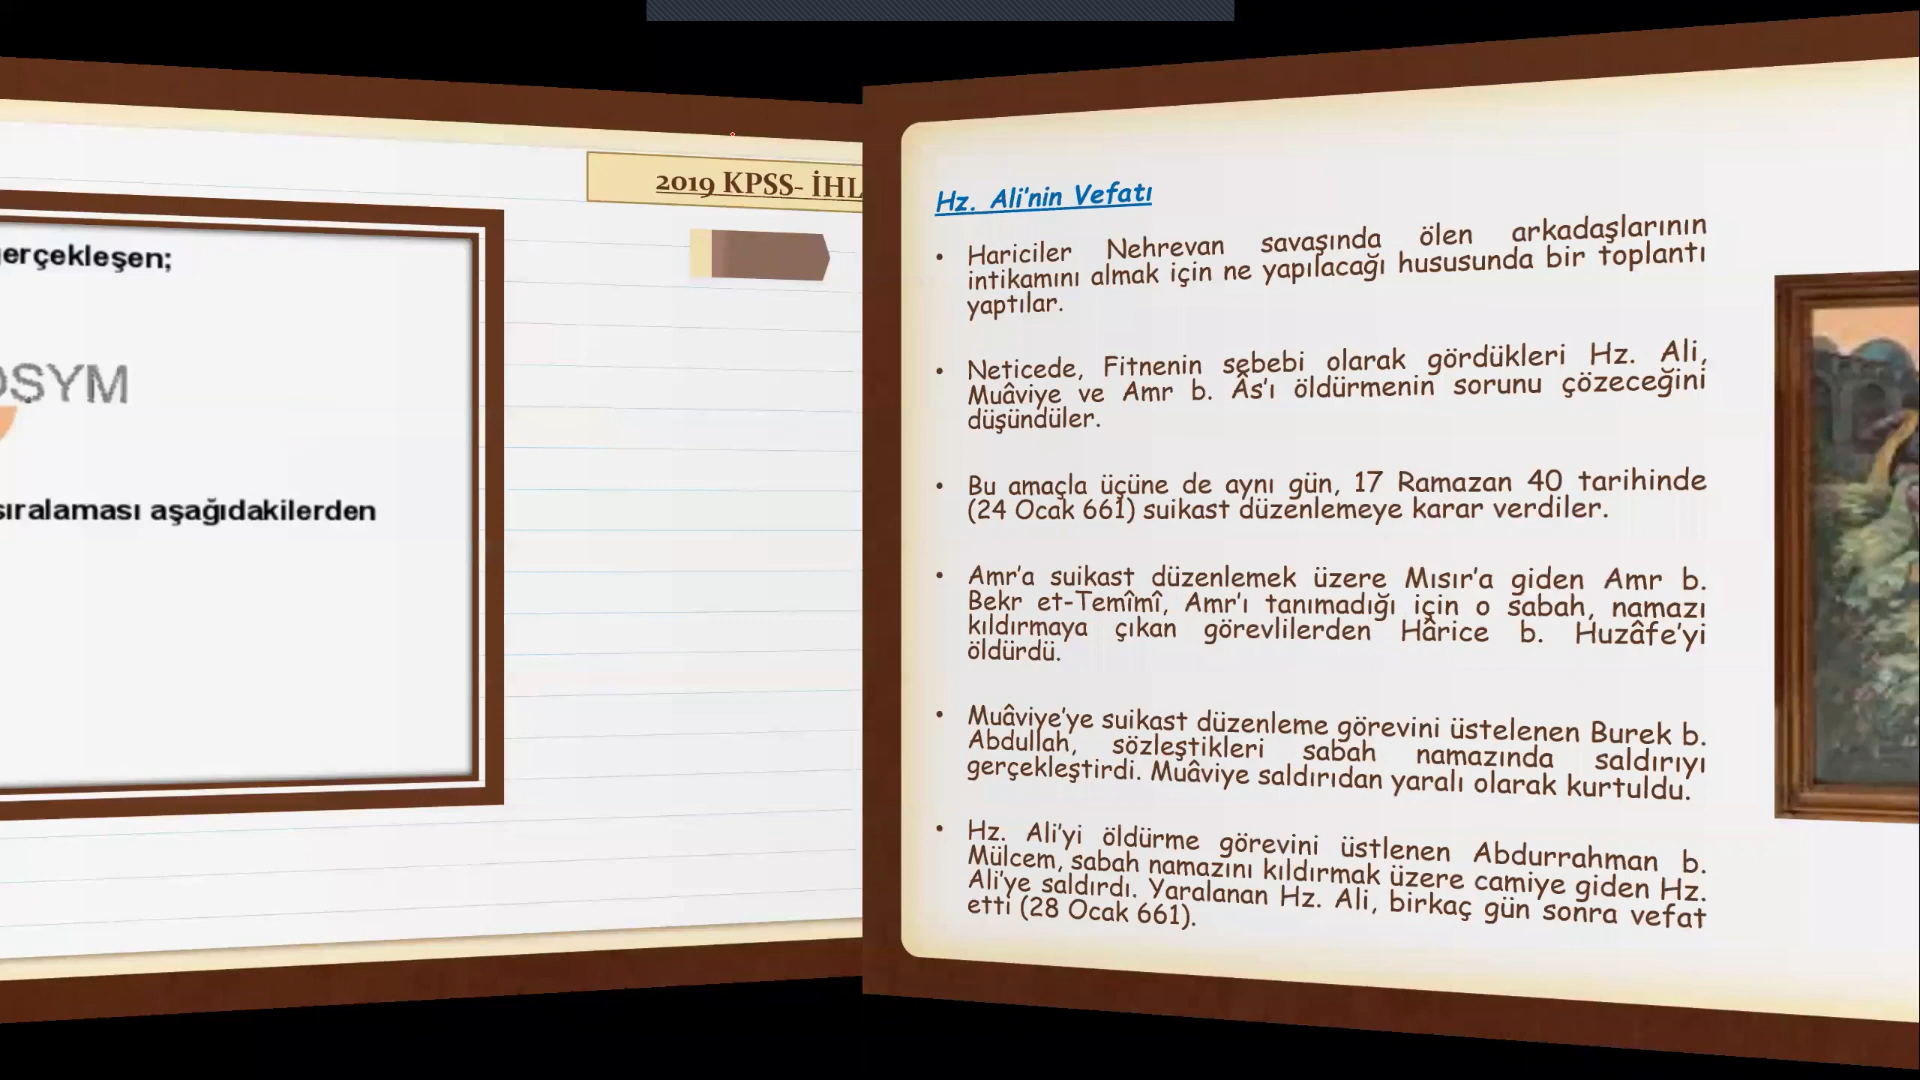 gerçekleşen;
ÖSYM
sıralaması aşağıdakilerden
2019 KPSS- İHL
Hz. Ali'nin Vefatı
• Hariciler Nehrevan savaşında ölen arkadaşlarının
intikamını almak için ne yapılacağı hususunda bir toplantı
yaptılar.
• Neticede, Fitnenin sebebi olarak gördükleri Hz. Ali,
Muâviye ve Amr b. Âs'ı öldürmenin sorunu çözeceğini
düşündüler.
• Bu amaçla üçüne de aynı gün, 17 Ramazan 40 tarihinde
(24 Ocak 661) suikast düzenlemeye karar verdiler.
• Amr'a suikast düzenlemek üzere Mısır'a giden Amr b.
Bekr et-Temîmî, Amr'ı tanımadığı için o sabah, namazı
kıldırmaya çıkan görevlilerden Hârice b. Huzâfe'yi
öldürdü.
• Muâviye'ye suikast düzenleme görevini üstelenen Burek b.
Abdullah, sözleştikleri sabah namazında saldırıyı
gerçekleştirdi. Muâviye saldırıdan yaralı olarak kurtuldu.
• Hz. Ali'yi öldürme görevini üstlenen Abdurrahman b.
Mülcem, sabah namazını kıldırmak üzere camiye giden Hz.
Ali'ye saldırdı. Yaralanan Hz. Ali, birkaç gün sonra vefat
etti (28 Ocak 661).